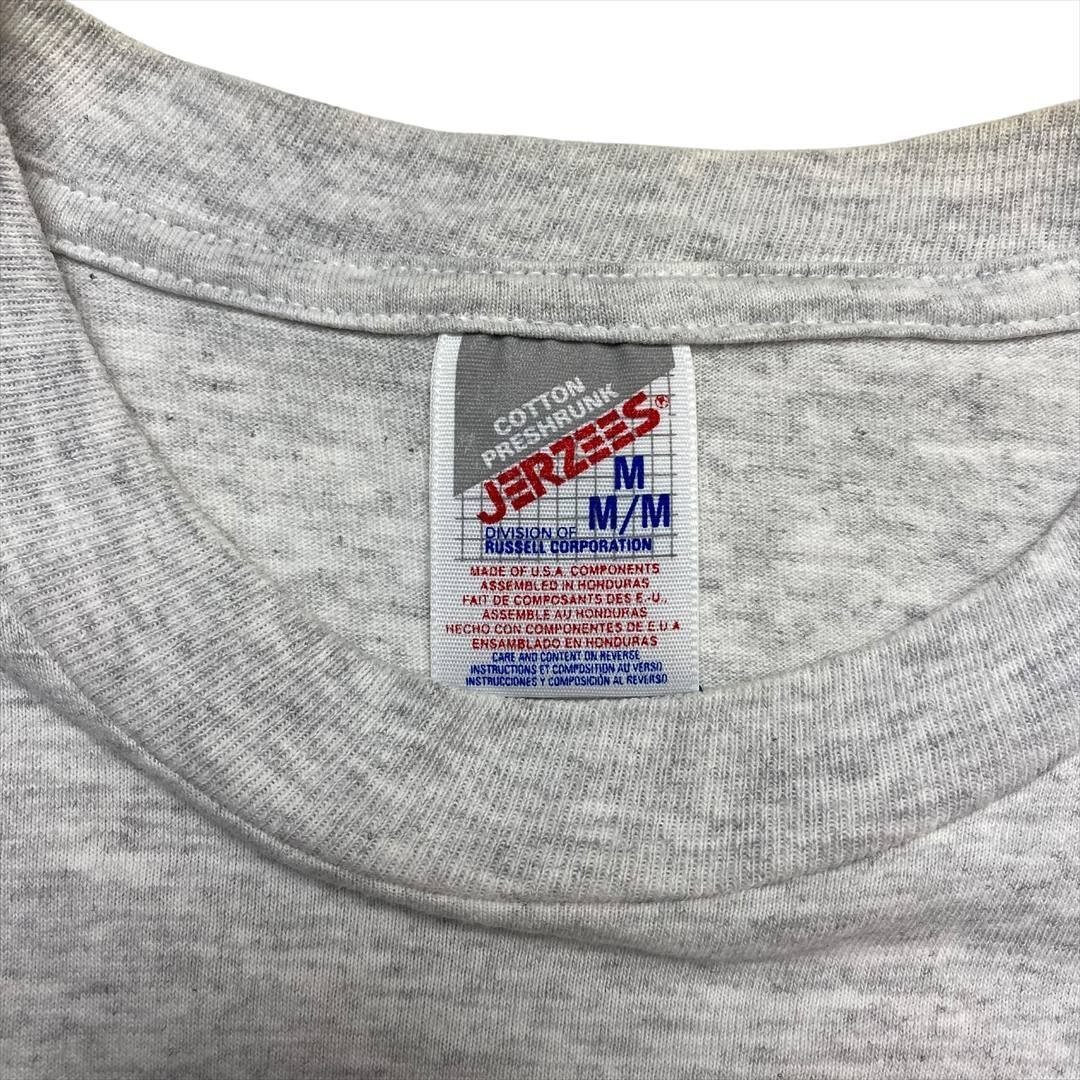 COTTON
PRESHRUNK
JERZEES®
M
M/M
DIVISION OF
RUSSELL CORPORATION
MADE OF U.S.A. COMPONENTS
ASSEMBLED IN HONDURAS
FAIT DE COMPOSANTS DES E.-U.,
ASSEMBLE AU HONDURAS
HECHO CON COMPONENTES DE E.U.A
ENSAMBLADO EN HONDURAS
CARE AND CONTENT ON REVERSE
INSTRUCTIONS ET COMPOSITION AU VERSO
INSTRUCCIONES Y COMPOSICIÓN AL REVERSO